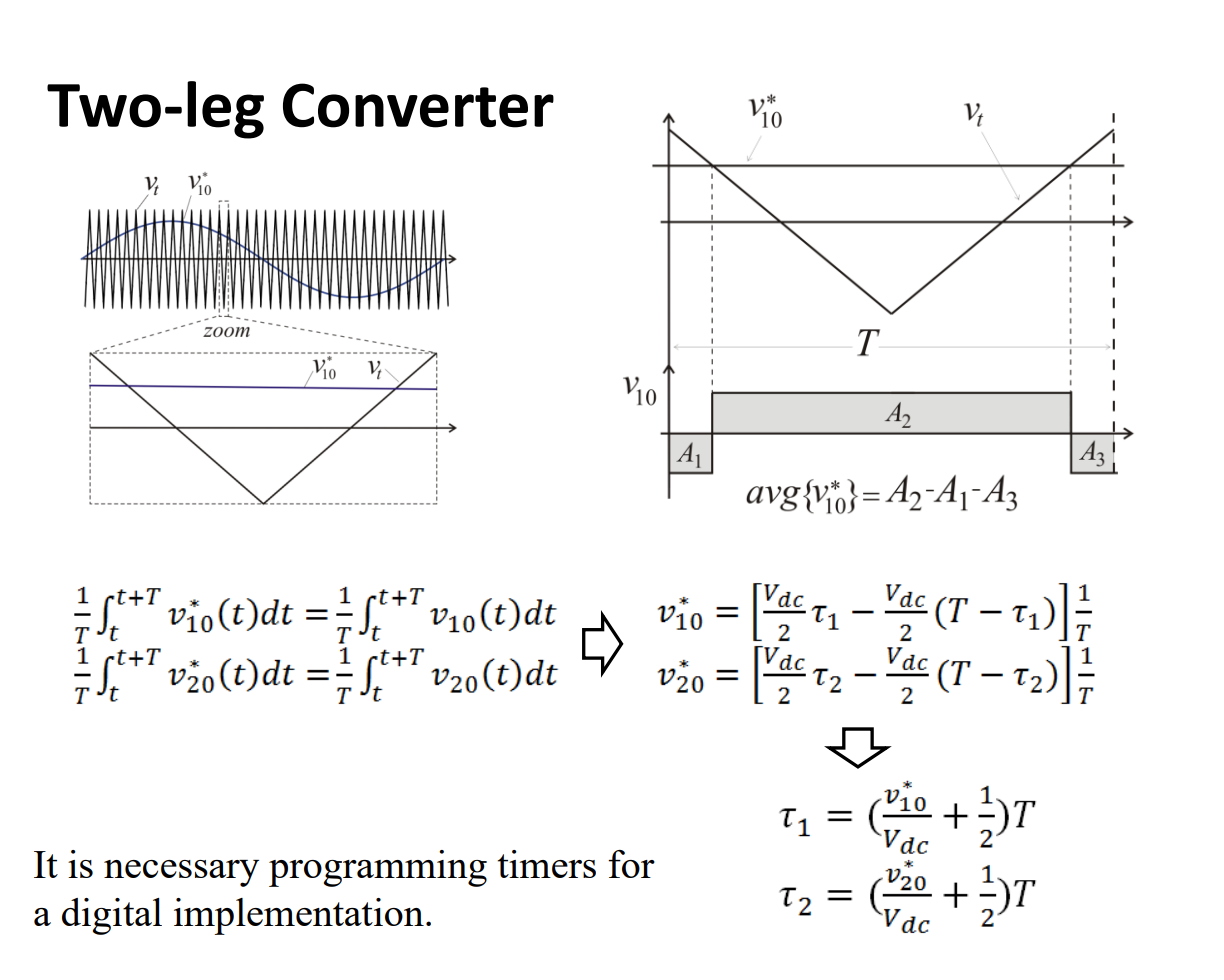 Two-leg Converter
v_t v*_10
zoom
v*_10 v_t
v*_10 v_t
T
v_10
A_2
A_1 A_3
avg{v*_10}=A_2-A_1-A_3
1/T ∫_t^{t+T} v*_10(t)dt = 1/T ∫_t^{t+T} v_10(t)dt
1/T ∫_t^{t+T} v*_20(t)dt = 1/T ∫_t^{t+T} v_20(t)dt
v*_10 = [V_dc/2 τ_1 − V_dc/2 (T − τ_1)] 1/T
v*_20 = [V_dc/2 τ_2 − V_dc/2 (T − τ_2)] 1/T
τ_1 = (v*_10/V_dc + 1/2)T
τ_2 = (v*_20/V_dc + 1/2)T
It is necessary programming timers for
a digital implementation.